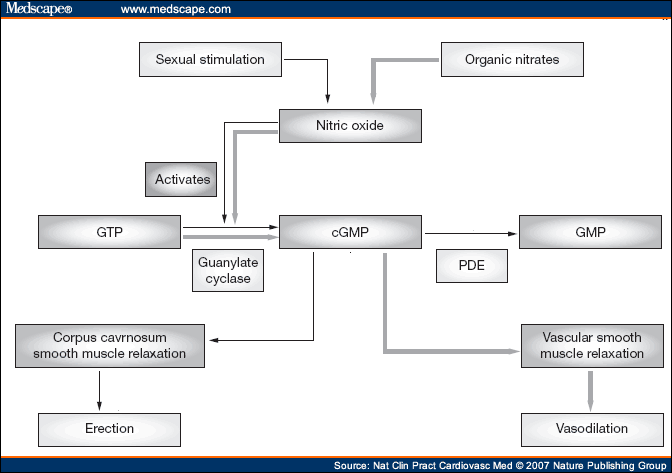 Medscape® www.medscape.com
Sexual stimulation
Organic nitrates
Nitric oxide
Activates
GTP
cGMP
GMP
Guanylate
cyclase
PDE
Corpus cavrnosum
smooth muscle relaxation
Vascular smooth
muscle relaxation
Erection
Vasodilation
Source: Nat Clin Pract Cardiovasc Med © 2007 Nature Publishing Group